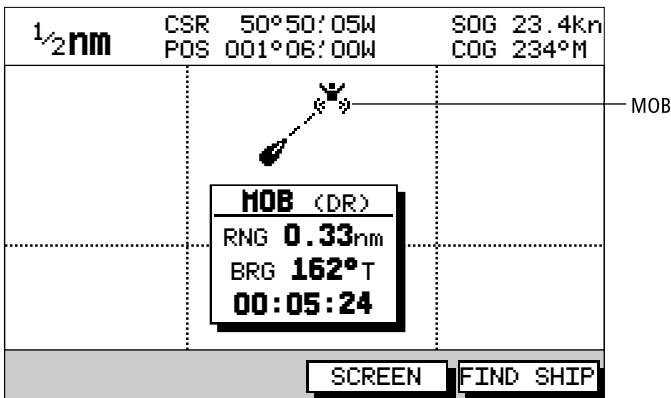 ½nm
CSR 50°50!05W
POS 001°06!00W
SOG 23.4kn
COG 234°M
MOB
MOB (DR)
RNG 0.33nm
BRG 162°T
00:05:24
SCREEN
FIND SHIP